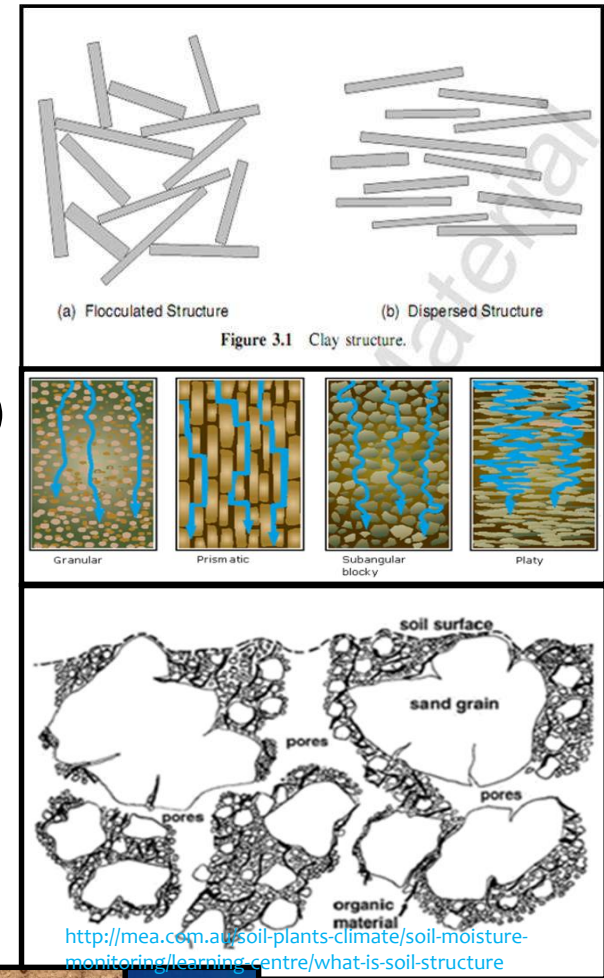 (a) Flocculated Structure
(b) Dispersed Structure
Figure 3.1 Clay structure.
Material
)
Granular
Prismatic
Subangular
blocky
Platy
soil surface
sand grain
pores
pores
pores
organic
material
http://mea.com.au/soil-plants-climate/soil-moisture-
monitoring/learning-centre/what-is-soil-structure